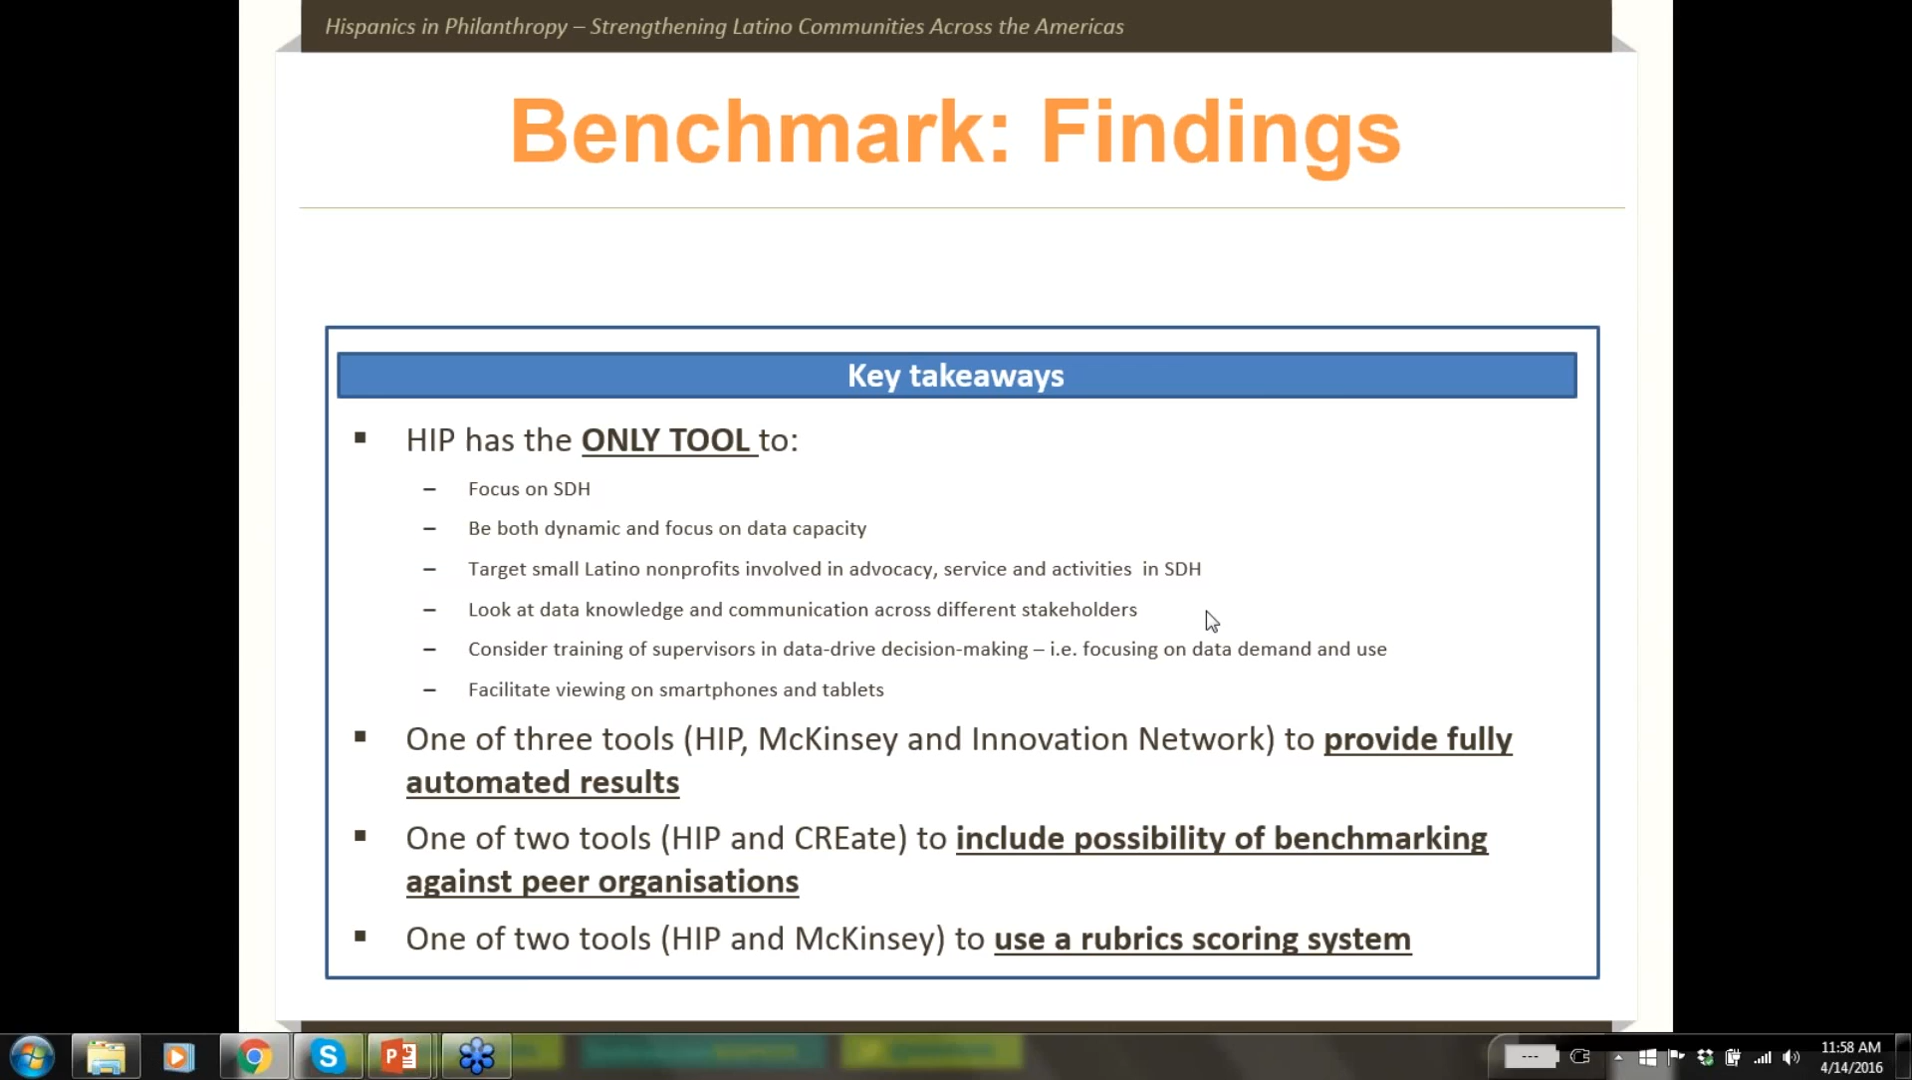 Hispanics in Philanthropy – Strengthening Latino Communities Across the Americas
Benchmark: Findings
Key takeaways
▪ HIP has the ONLY TOOL to:
– Focus on SDH
– Be both dynamic and focus on data capacity
– Target small Latino nonprofits involved in advocacy, service and activities in SDH
– Look at data knowledge and communication across different stakeholders
– Consider training of supervisors in data-drive decision-making – i.e. focusing on data demand and use
– Facilitate viewing on smartphones and tablets
▪ One of three tools (HIP, McKinsey and Innovation Network) to provide fully
automated results
▪ One of two tools (HIP and CREate) to include possibility of benchmarking
against peer organisations
▪ One of two tools (HIP and McKinsey) to use a rubrics scoring system
11:58 AM
4/14/2016